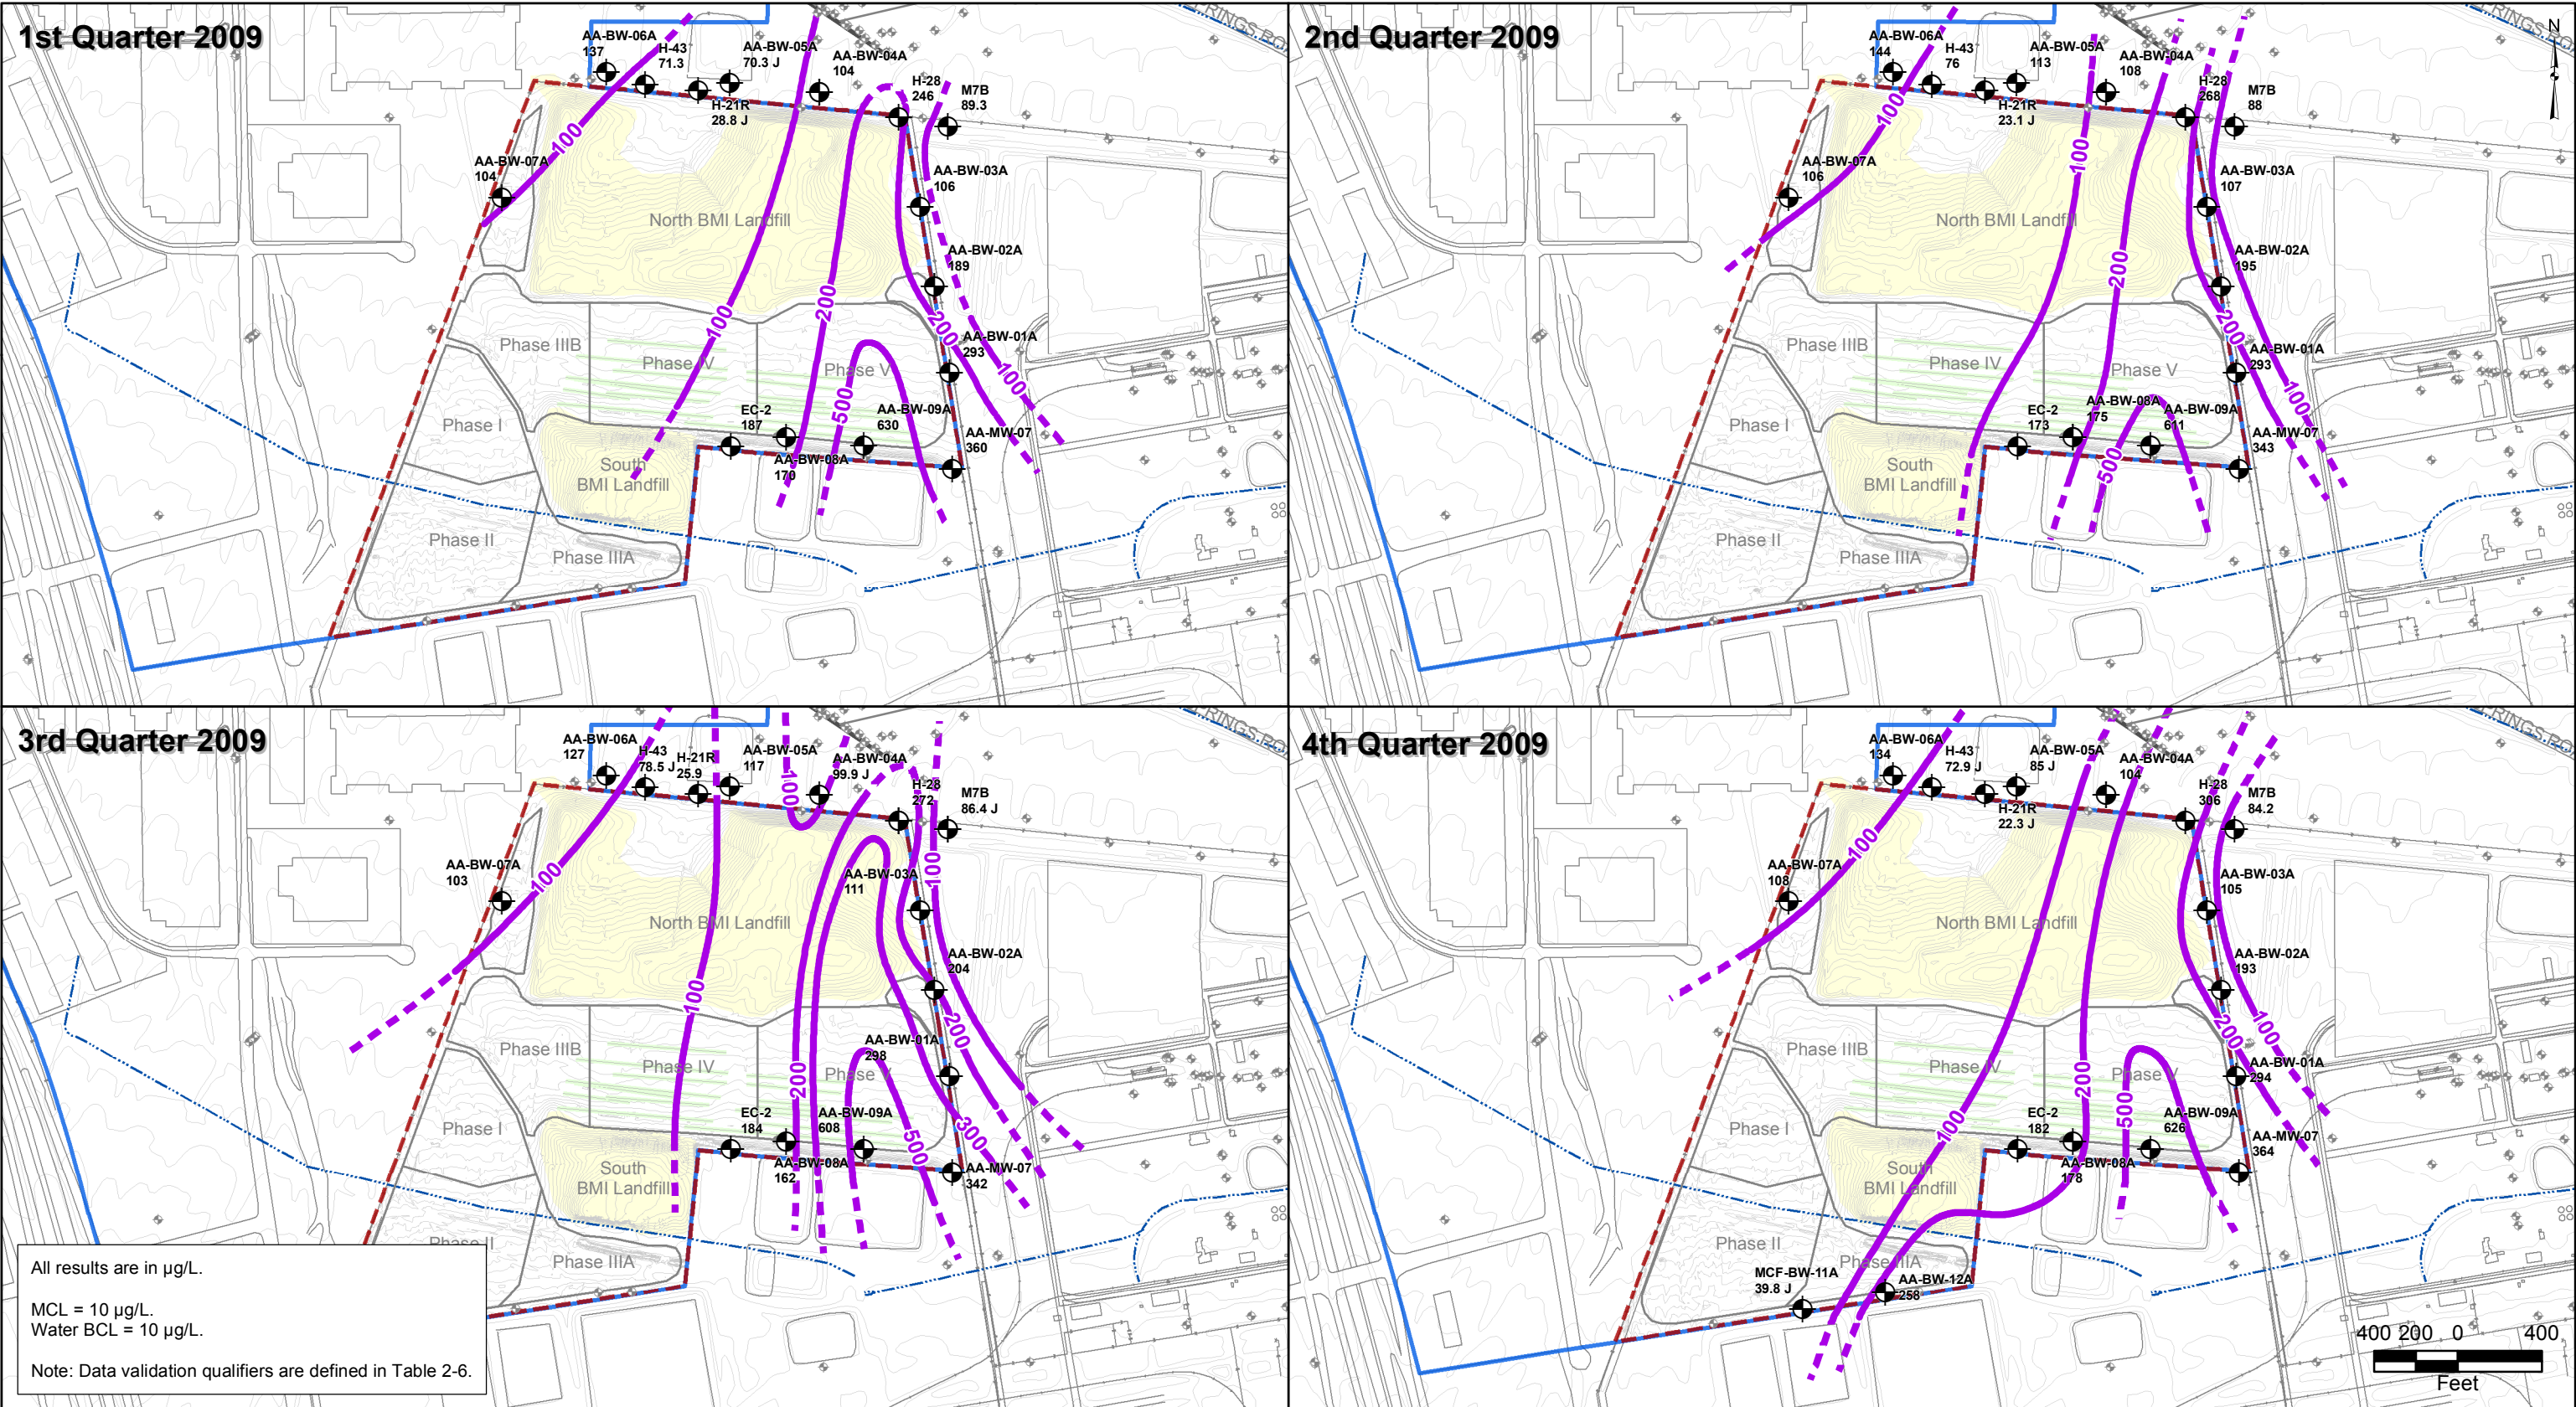 1st Quarter 2009
AA-BW-06A
137
H-43
71.3
AA-BW-05A
70.3 J
AA-BW-04A
104
H-21R
28.8 J
H-28
246
M7B
89.3
100
AA-BW-07A
104
AA-BW-03A
106
North BMI Landfill
AA-BW-02A
189
200
100
200
AA-BW-01A
293
Phase IIIB
Phase IV
Phase V
100
500
EC-2
187
AA-BW-09A
630
Phase I
AA-BW-08A
170
AA-MW-07
360
South
BMI Landfill
Phase II
Phase IIIA
2nd Quarter 2009
N
AA-BW-06A
144
H-43
76
AA-BW-05A
113
AA-BW-04A
108
H-21R
23.1 J
H-28
268
M7B
88
100
100
AA-BW-07A
106
AA-BW-03A
107
North BMI Landfill
AA-BW-02A
195
200
200
AA-BW-01A
293
Phase IIIB
Phase IV
Phase V
100
EC-2
173
AA-BW-08A
175
AA-BW-09A
611
Phase I
AA-MW-07
343
500
South
BMI Landfill
Phase II
Phase IIIA
3rd Quarter 2009
AA-BW-06A
127
H-43
78.5 J
H-21R
25.9
AA-BW-05A
117
AA-BW-04A
99.9 J
100
H-28
272
M7B
86.4 J
AA-BW-07A
103
100
AA-BW-03A
111
100
North BMI Landfill
AA-BW-02A
204
100
200
AA-BW-01A
298
Phase IIIB
Phase IV
Phase V
200
EC-2
184
AA-BW-09A
608
Phase I
300
500
AA-BW-08A
162
AA-MW-07
342
South
BMI Landfill
Phase II
Phase IIIA
All results are in µg/L.
MCL = 10 µg/L.
Water BCL = 10 µg/L.
Note: Data validation qualifiers are defined in Table 2-6.
4th Quarter 2009
AA-BW-06A
134
H-43
72.9 J
AA-BW-05A
85 J
AA-BW-04A
104
H-21R
22.3 J
H-28
306
M7B
84.2
100
AA-BW-07A
108
AA-BW-03A
105
North BMI Landfill
AA-BW-02A
193
200
100
AA-BW-01A
294
Phase IIIB
Phase IV
Phase V
200
500
100
EC-2
182
AA-BW-09A
626
Phase I
AA-BW-08A
178
AA-MW-07
364
South
BMI Landfill
Phase II
Phase IIIA
MCF-BW-11A
39.8 J
AA-BW-12A
258
400 200 0 400
Feet